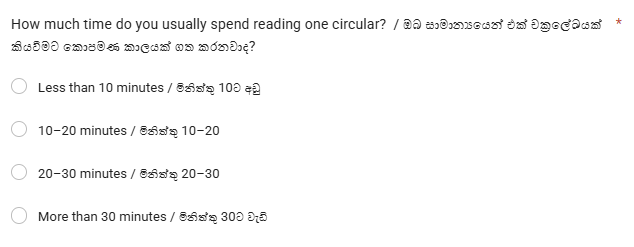 How much time do you usually spend reading one circular? / ඔබ සාමාන්‍යයෙන් එක් චක්‍රලේඛයක් *
කියවීමට කොපමණ කාලයක් ගත කරනවාද?
Less than 10 minutes / මිනිත්තු 10ට අඩු
10–20 minutes / මිනිත්තු 10–20
20–30 minutes / මිනිත්තු 20–30
More than 30 minutes / මිනිත්තු 30ට වැඩි